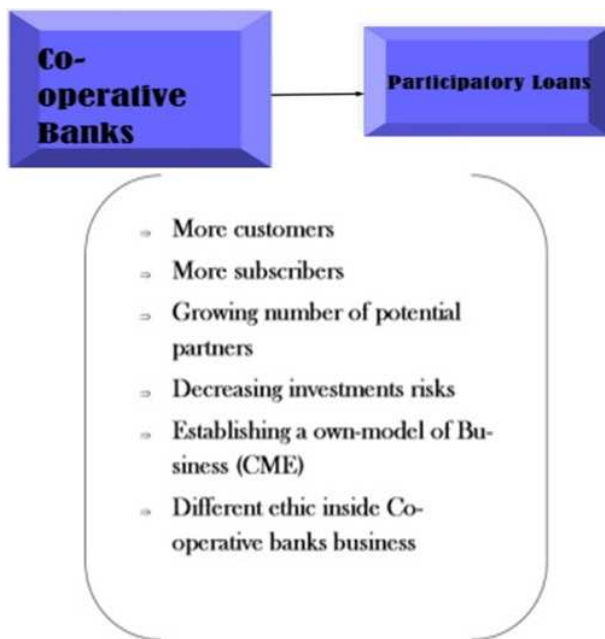 Co-
operative
Banks
Participatory Loans
⇒ More customers
⇒ More subscribers
⇒ Growing number of potential
partners
⇒ Decreasing investments risks
⇒ Establishing a own-model of Bu-
siness (CME)
⇒ Different ethic inside Co-
operative banks business